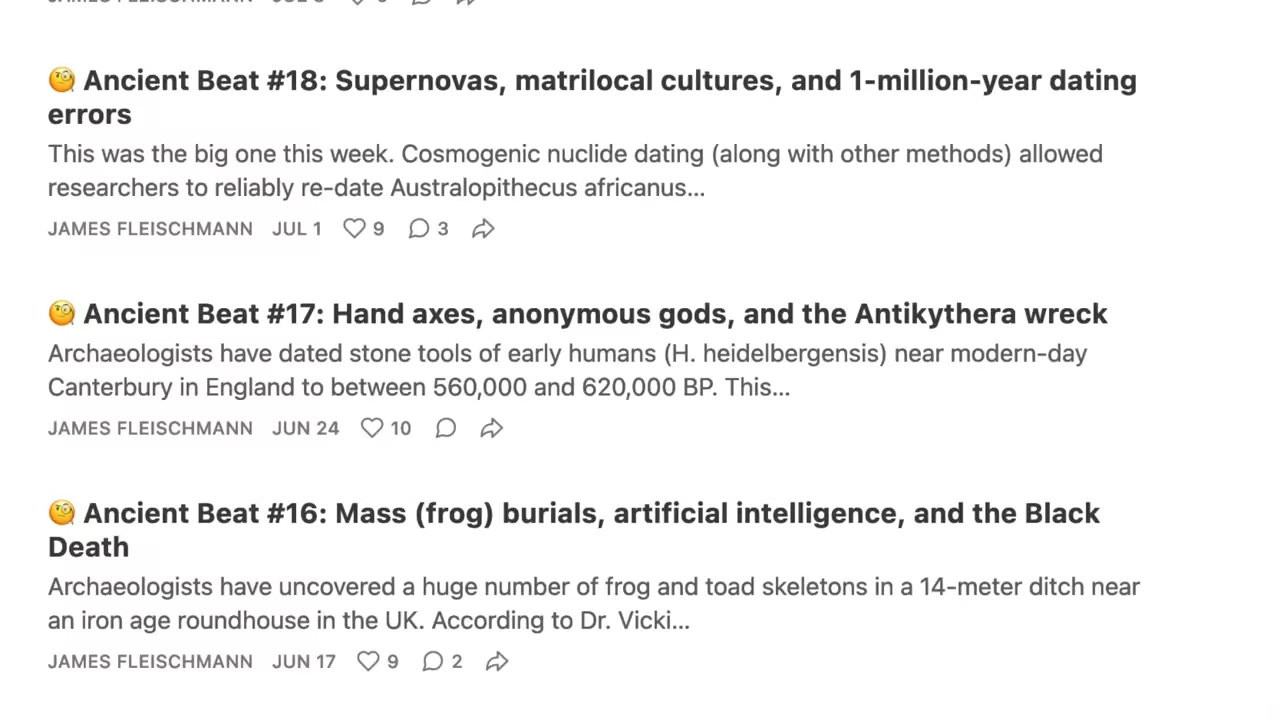 JAMES FLEISCHMANN JUL
🧐 Ancient Beat #18: Supernovas, matrilocal cultures, and 1-million-year dating
errors
This was the big one this week. Cosmogenic nuclide dating (along with other methods) allowed
researchers to reliably re-date Australopithecus africanus...
JAMES FLEISCHMANN JUL 1 9 3
🧐 Ancient Beat #17: Hand axes, anonymous gods, and the Antikythera wreck
Archaeologists have dated stone tools of early humans (H. heidelbergensis) near modern-day
Canterbury in England to between 560,000 and 620,000 BP. This...
JAMES FLEISCHMANN JUN 24 10
🧐 Ancient Beat #16: Mass (frog) burials, artificial intelligence, and the Black
Death
Archaeologists have uncovered a huge number of frog and toad skeletons in a 14-meter ditch near
an iron age roundhouse in the UK. According to Dr. Vicki...
JAMES FLEISCHMANN JUN 17 9 2